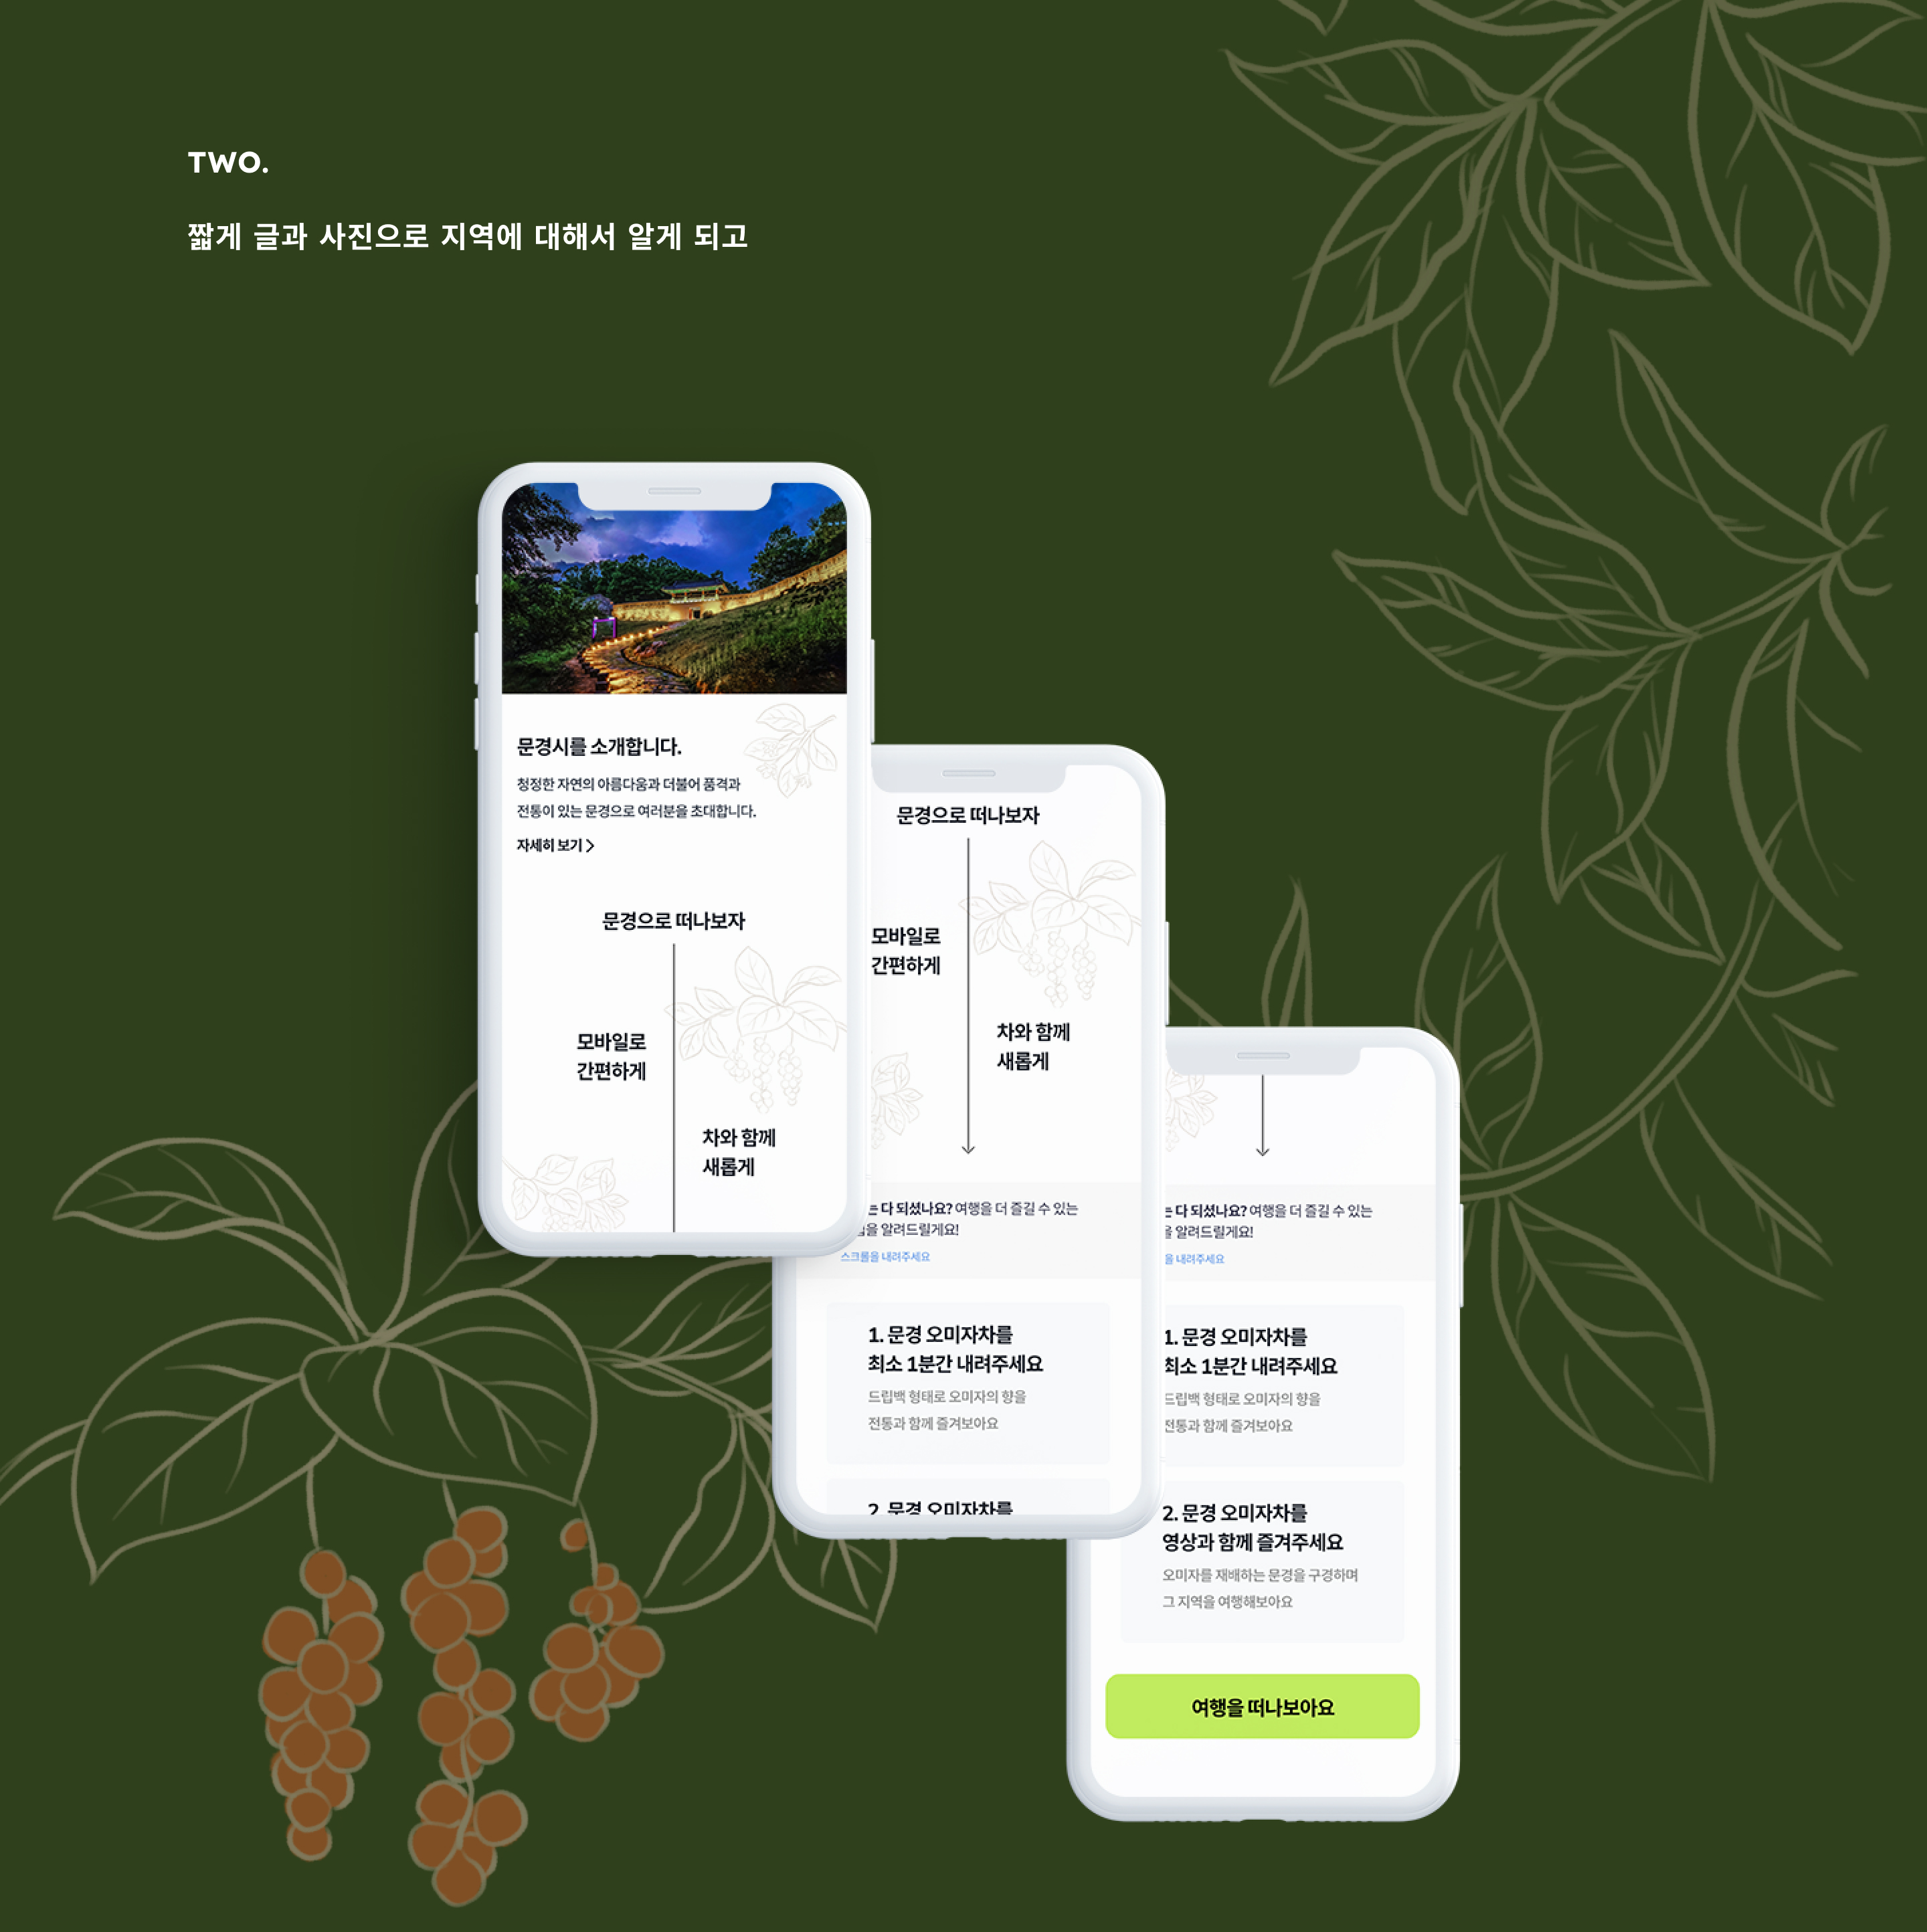 TWO.
짧게 글과 사진으로 지역에 대해서 알게 되고
문경시를 소개합니다.
청정한 자연의 아름다움과 더불어 품격과
전통이 있는 문경으로 여러분을 초대합니다.
자세히 보기 >
문경으로 떠나보자
모바일로
간편하게
차와 함께
새롭게
문경으로 떠나보자
모바일로
간편하게
차와 함께
새롭게
다 되셨나요? 여행을 더 즐길 수 있는
알려드릴게요!
스크롤을 내려주세요
1. 문경 오미자차를
최소 1분간 내려주세요
드립백 형태로 오미자의 향을
전통과 함께 즐겨보아요
2. 문경 오미자차를
는 다 되셨나요? 여행을 더 즐길 수 있는
을 알려드릴게요!
을 내려주세요
1. 문경 오미자차를
최소 1분간 내려주세요
드립백 형태로 오미자의 향을
전통과 함께 즐겨보아요
2. 문경 오미자차를
영상과 함께 즐겨주세요
오미자를 재배하는 문경을 구경하며
그 지역을 여행해보아요
여행을 떠나보아요